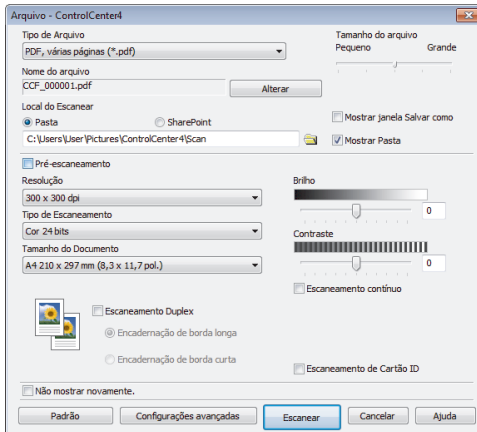 Arquivo - ControlCenter4
Tipo de Arquivo
PDF, várias páginas (*.pdf)
Tamanho do arquivo
Pequeno Grande
Nome do arquivo
CCF_000001.pdf
Alterar
Local do Escanear
Pasta
SharePoint
C:\Users\User\Pictures\ControlCenter4\Scan
Mostrar janela Salvar como
Mostrar Pasta
Pré-escaneamento
Resolução
300 x 300 dpi
Tipo de Escaneamento
Cor 24 bits
Tamanho do Documento
A4 210 x 297 mm (8,3 x 11,7 pol.)
Brilho
0
Contraste
0
Escaneamento contínuo
Escaneamento Duplex
Encadernação de borda longa
Encadernação de borda curta
Escaneamento de Cartão ID
Não mostrar novamente.
Padrão Configurações avançadas Escanear Cancelar Ajuda